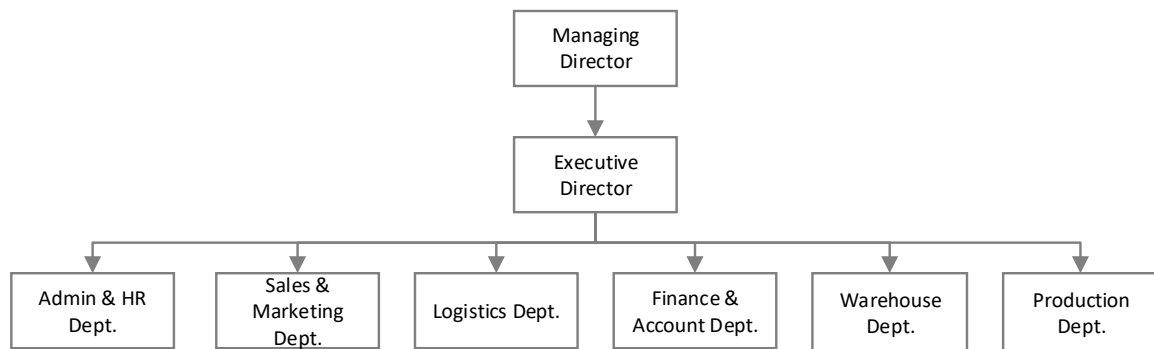 Managing
Director
Executive
Director
Admin & HR
Dept.
Sales &
Marketing
Dept.
Logistics Dept.
Finance &
Account Dept.
Warehouse
Dept.
Production
Dept.